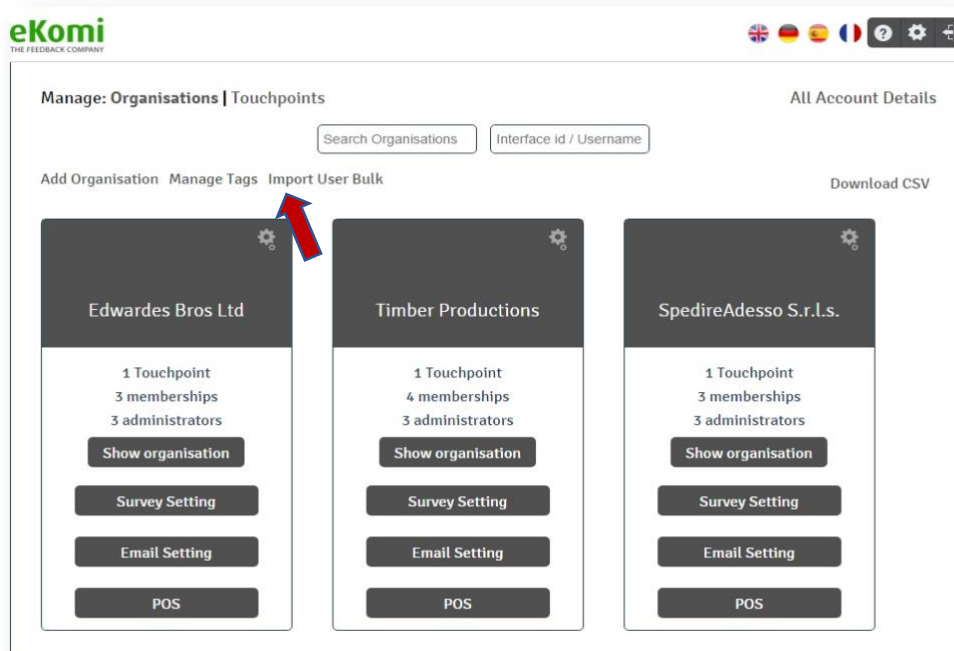 eKomi
THE FEEDBACK COMPANY
Manage: Organisations | Touchpoints
All Account Details
Search Organisations
Interface id / Username
Add Organisation Manage Tags Import User Bulk
Download CSV
Edwardes Bros Ltd
1 Touchpoint
3 memberships
3 administrators
Show organisation
Survey Setting
Email Setting
POS
Timber Productions
1 Touchpoint
4 memberships
3 administrators
Show organisation
Survey Setting
Email Setting
POS
SpedireAdesso S.r.l.s.
1 Touchpoint
3 memberships
3 administrators
Show organisation
Survey Setting
Email Setting
POS